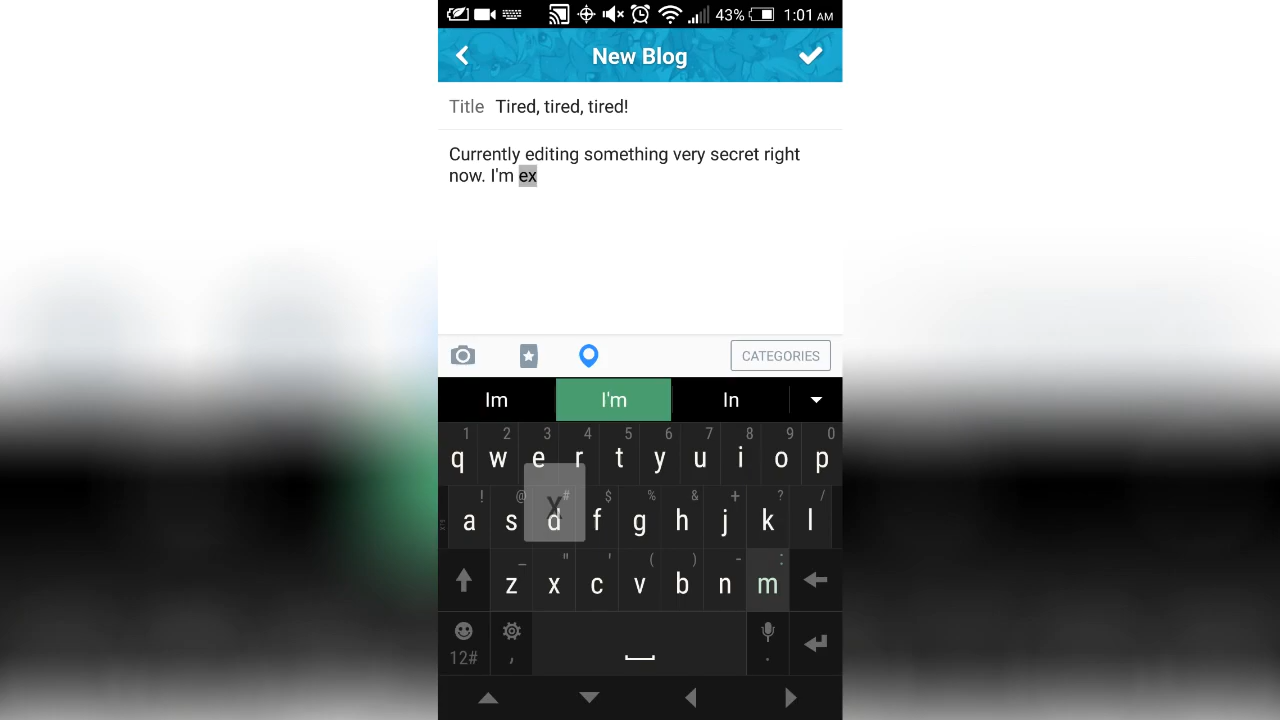 43% 1:01 AM
New Blog
Title Tired, tired, tired!
Currently editing something very secret right
now. I'm ex
CATEGORIES
Im I'm In
1 2 3 4 5 6 7 8 9 0
q w e r t y u i o p
! @ # $ % & + ? /
a s d f g h j k l
X
_ " ' ( ) - :
z x c v b n m
12# , .